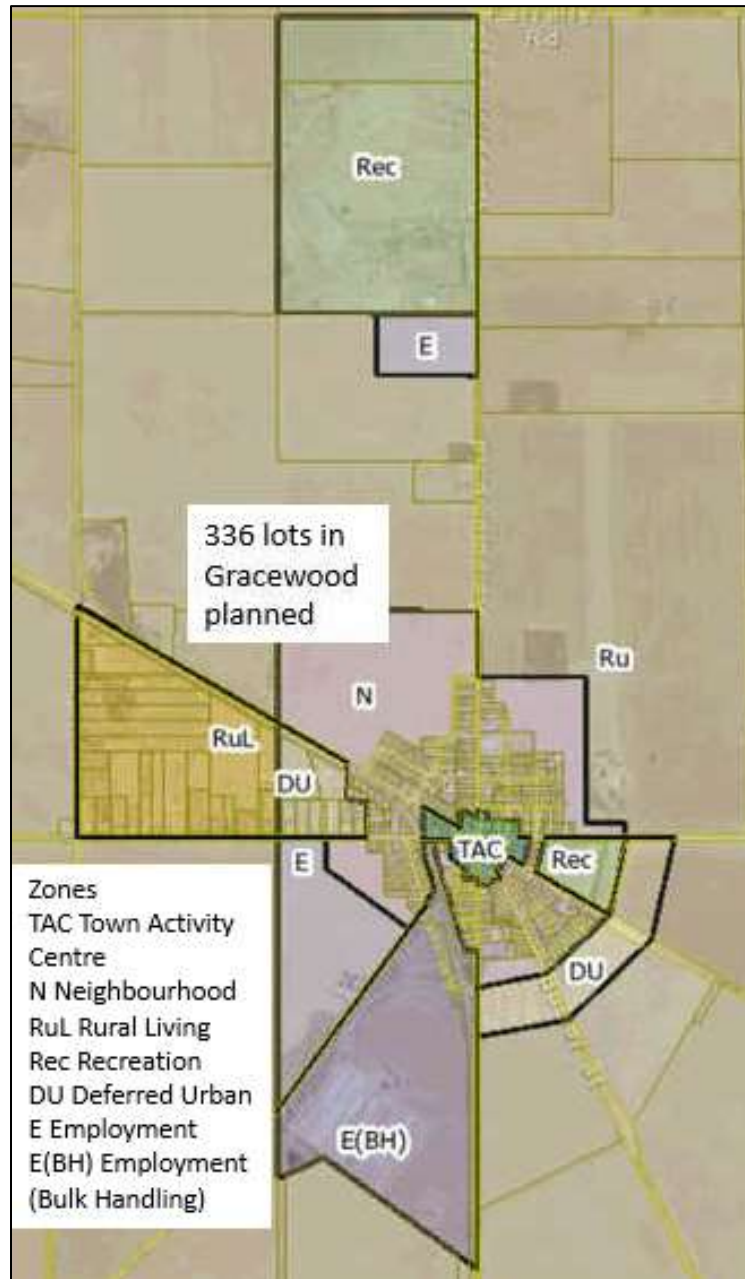 Rd
Rec
E
336 lots in
Gracewood
planned
Ru
N
RuL
DU
TAC
Rec
E
DU
E(BH)
Zones
TAC Town Activity
Centre
N Neighbourhood
RuL Rural Living
Rec Recreation
DU Deferred Urban
E Employment
E(BH) Employment
(Bulk Handling)